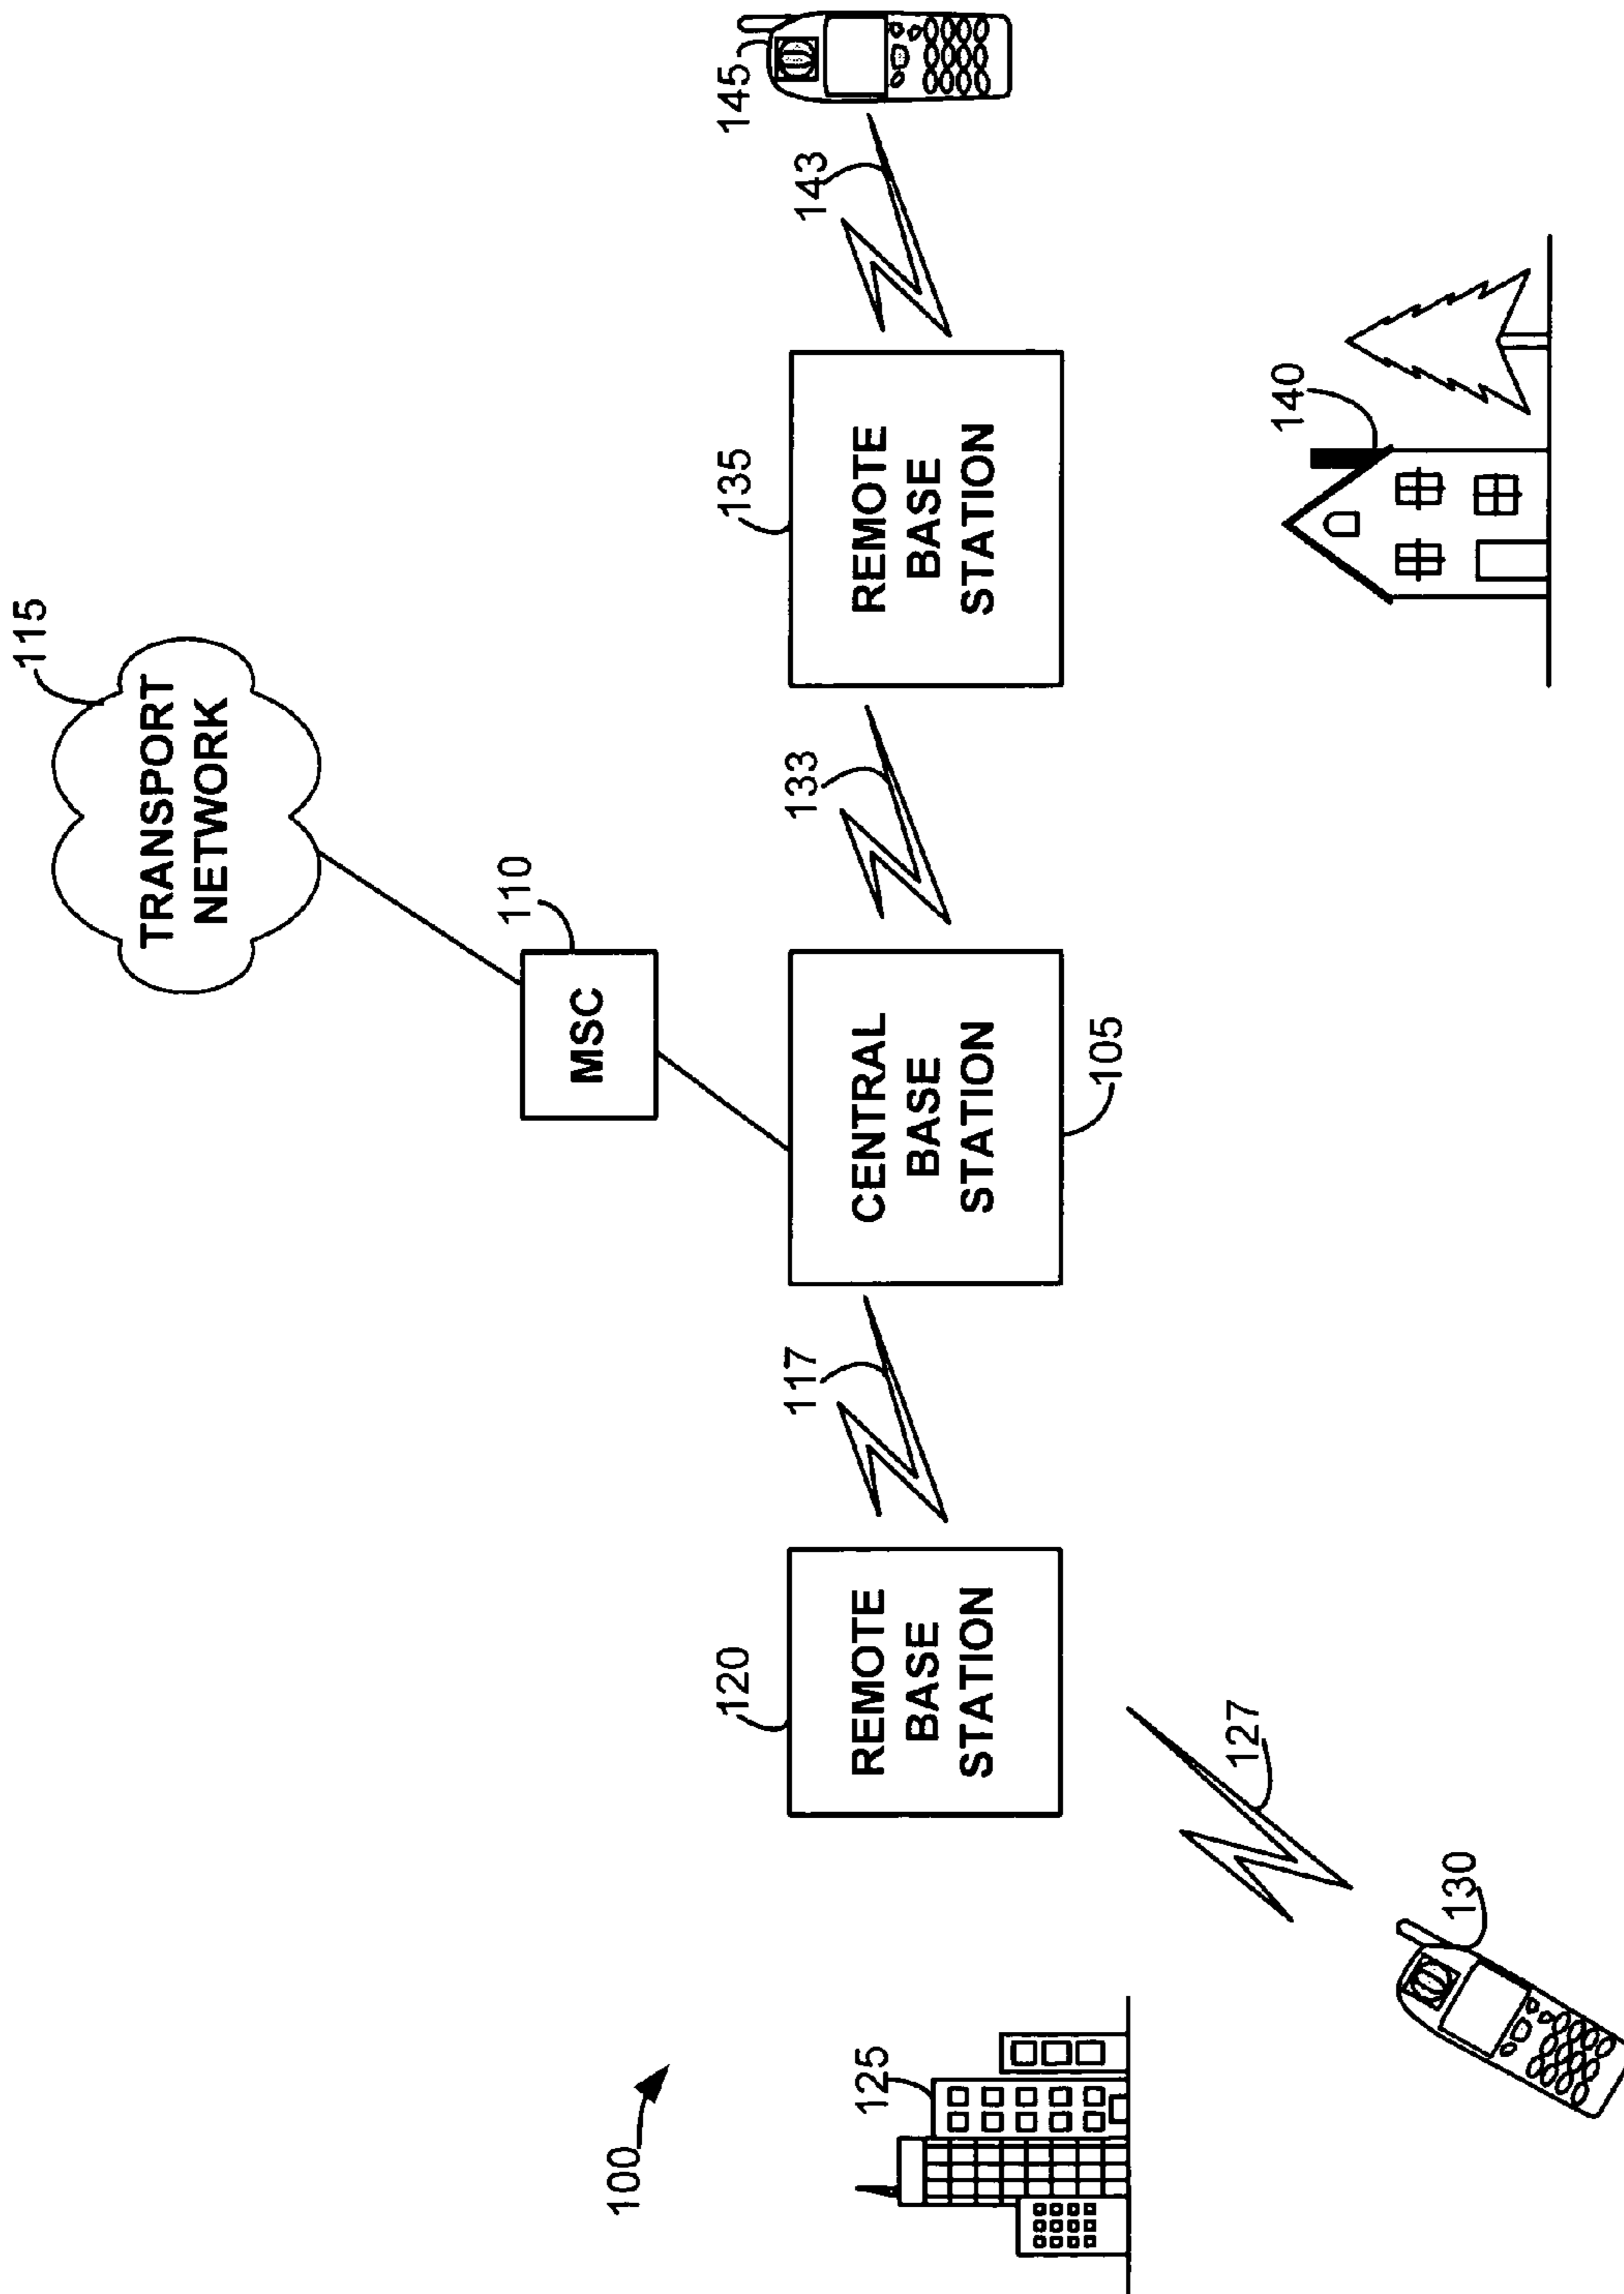 115
TRANSPORT
NETWORK
110
MSC
100
125
120
REMOTE
BASE
STATION
117
CENTRAL
BASE
STATION
105
133
135
REMOTE
BASE
STATION
143
145
127
130
140